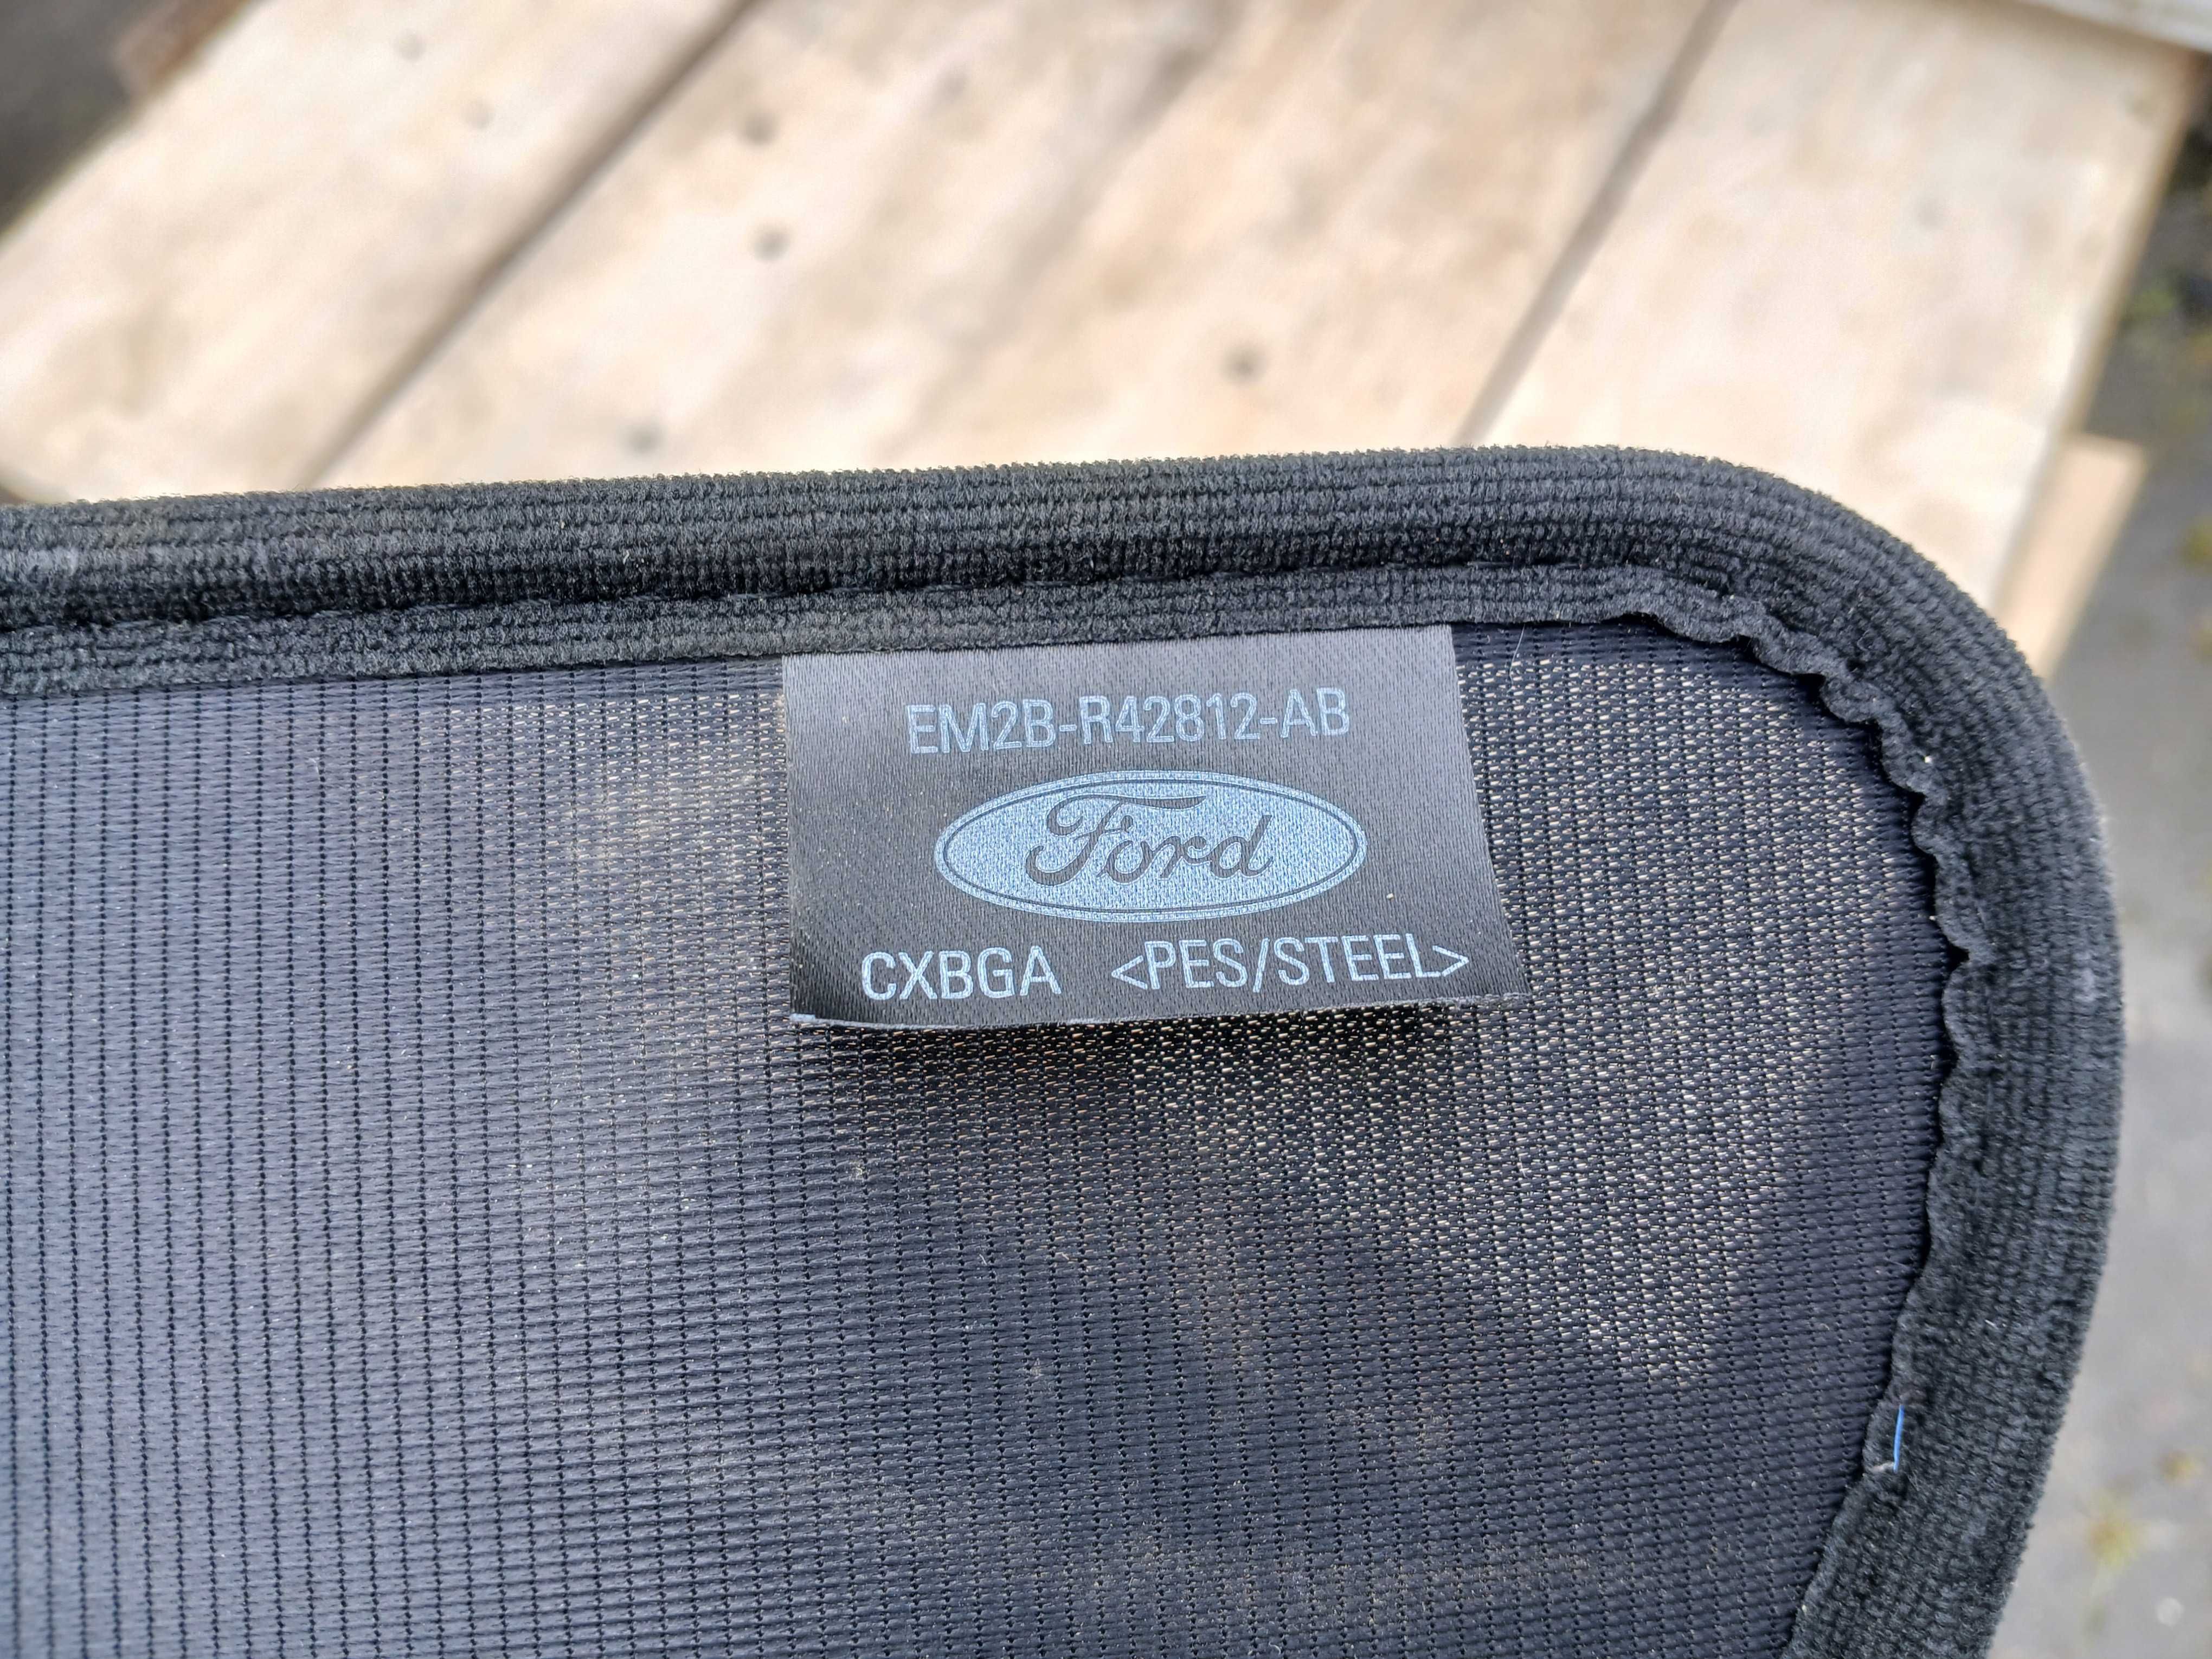 EM2B-R42812-AB
Ford
CXBGA <PES/STEEL>